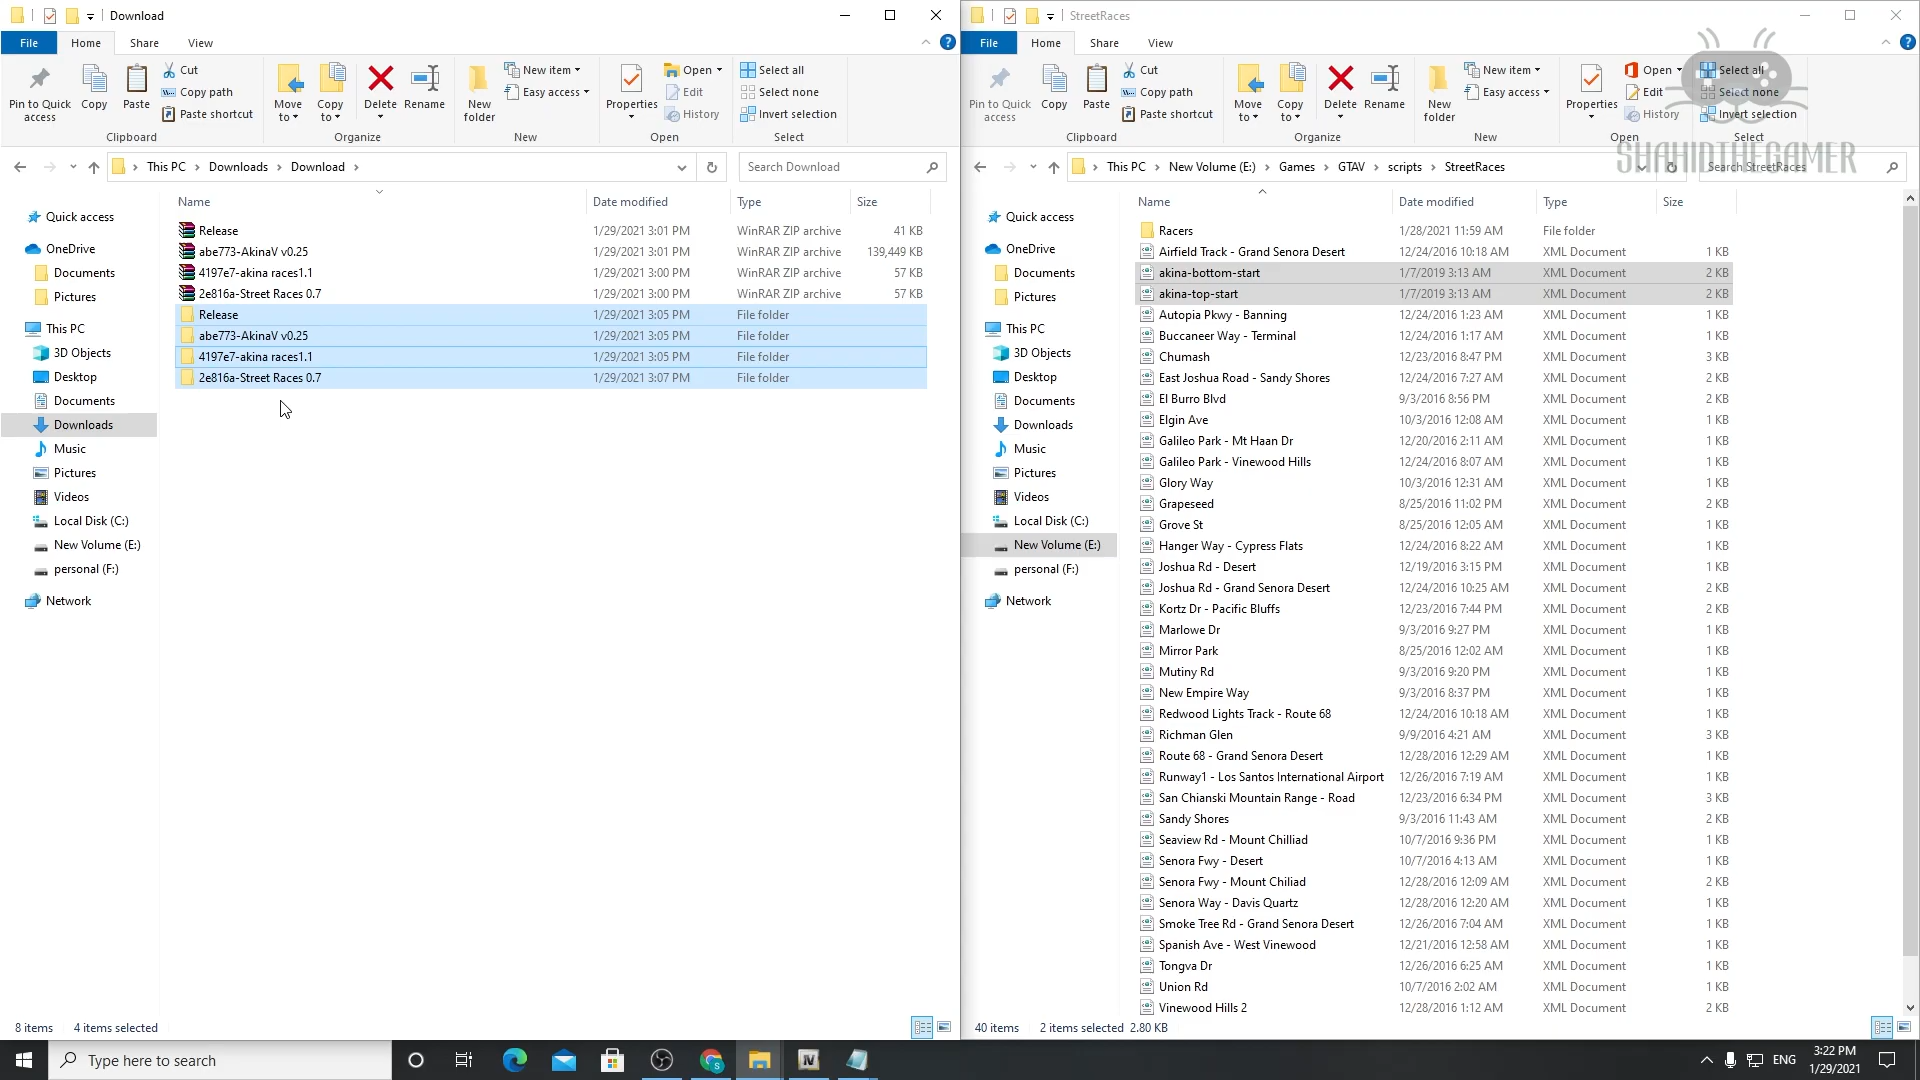 Download
File
Home
Share
View
Pin to Quick access
Copy
Paste
Cut
Copy path
Paste shortcut
Clipboard
Move to
Copy to
Delete
Rename
Organize
New folder
New item
Easy access
New
Properties
Open
Edit
History
Open
Select all
Select none
Invert selection
Select
This PC > Downloads > Download >
Search Download
Name Date modified Type Size
Release 1/29/2021 3:01 PM WinRAR ZIP archive 41 KB
abe773-AkinaV v0.25 1/29/2021 3:01 PM WinRAR ZIP archive 139,449 KB
4197e7-akina races1.1 1/29/2021 3:00 PM WinRAR ZIP archive 57 KB
2e816a-Street Races 0.7 1/29/2021 3:00 PM WinRAR ZIP archive 57 KB
Release 1/29/2021 3:05 PM File folder
abe773-AkinaV v0.25 1/29/2021 3:05 PM File folder
4197e7-akina races1.1 1/29/2021 3:05 PM File folder
2e816a-Street Races 0.7 1/29/2021 3:07 PM File folder
Quick access
OneDrive
Documents
Pictures
This PC
3D Objects
Desktop
Documents
Downloads
Music
Pictures
Videos
Local Disk (C:)
New Volume (E:)
personal (F:)
Network
8 items 4 items selected
StreetRaces
File
Home
Share
View
Pin to Quick access
Copy
Paste
Cut
Copy path
Paste shortcut
Clipboard
Move to
Copy to
Delete
Rename
Organize
New folder
New item
Easy access
New
Properties
Open
Edit
History
Open
Select all
Select none
Invert selection
Select
SHAHIDTHEGAMER
This PC > New Volume (E:) > Games > GTAV > scripts > StreetRaces
Search StreetRaces
Name Date modified Type Size
Racers 1/28/2021 11:59 AM File folder
Airfield Track - Grand Senora Desert 12/24/2016 10:18 AM XML Document 1 KB
akina-bottom-start 1/7/2019 3:13 AM XML Document 2 KB
akina-top-start 1/7/2019 3:13 AM XML Document 2 KB
Autopia Pkwy - Banning 12/24/2016 1:23 AM XML Document 1 KB
Buccaneer Way - Terminal 12/24/2016 1:17 AM XML Document 1 KB
Chumash 12/23/2016 8:47 PM XML Document 3 KB
East Joshua Road - Sandy Shores 12/24/2016 7:27 AM XML Document 2 KB
El Burro Blvd 9/3/2016 8:56 PM XML Document 2 KB
Elgin Ave 10/3/2016 12:08 AM XML Document 1 KB
Galileo Park - Mt Haan Dr 12/20/2016 2:11 AM XML Document 1 KB
Galileo Park - Vinewood Hills 12/24/2016 8:07 AM XML Document 1 KB
Glory Way 10/3/2016 12:31 AM XML Document 1 KB
Grapeseed 8/25/2016 11:02 PM XML Document 2 KB
Grove St 8/25/2016 12:05 AM XML Document 1 KB
Hanger Way - Cypress Flats 12/24/2016 8:22 AM XML Document 1 KB
Joshua Rd - Desert 12/19/2016 3:15 PM XML Document 1 KB
Joshua Rd - Grand Senora Desert 12/24/2016 10:25 AM XML Document 2 KB
Kortz Dr - Pacific Bluffs 12/23/2016 7:44 PM XML Document 2 KB
Marlowe Dr 9/3/2016 9:27 PM XML Document 1 KB
Mirror Park 8/25/2016 12:02 AM XML Document 1 KB
Mutiny Rd 9/3/2016 9:20 PM XML Document 1 KB
New Empire Way 9/3/2016 8:37 PM XML Document 1 KB
Redwood Lights Track - Route 68 12/24/2016 10:18 AM XML Document 1 KB
Richman Glen 9/9/2016 4:21 AM XML Document 3 KB
Route 68 - Grand Senora Desert 12/28/2016 12:29 AM XML Document 1 KB
Runway1 - Los Santos International Airport 12/26/2016 7:19 AM XML Document 1 KB
San Chianski Mountain Range - Road 12/23/2016 6:34 PM XML Document 3 KB
Sandy Shores 9/3/2016 11:43 AM XML Document 2 KB
Seaview Rd - Mount Chilliad 10/7/2016 9:36 PM XML Document 1 KB
Senora Fwy - Desert 10/7/2016 4:13 AM XML Document 1 KB
Senora Fwy - Mount Chiliad 12/28/2016 12:09 AM XML Document 2 KB
Senora Way - Davis Quartz 12/28/2016 12:20 AM XML Document 1 KB
Smoke Tree Rd - Grand Senora Desert 12/26/2016 7:04 AM XML Document 1 KB
Spanish Ave - West Vinewood 12/21/2016 12:58 AM XML Document 1 KB
Tongva Dr 12/26/2016 6:25 AM XML Document 1 KB
Union Rd 10/7/2016 2:02 AM XML Document 1 KB
Vinewood Hills 2 12/28/2016 1:12 AM XML Document 2 KB
Quick access
OneDrive
Documents
Pictures
This PC
3D Objects
Desktop
Documents
Downloads
Music
Pictures
Videos
Local Disk (C:)
New Volume (E:)
personal (F:)
Network
40 items 2 items selected 2.80 KB
Type here to search
ENG
3:22 PM
1/29/2021